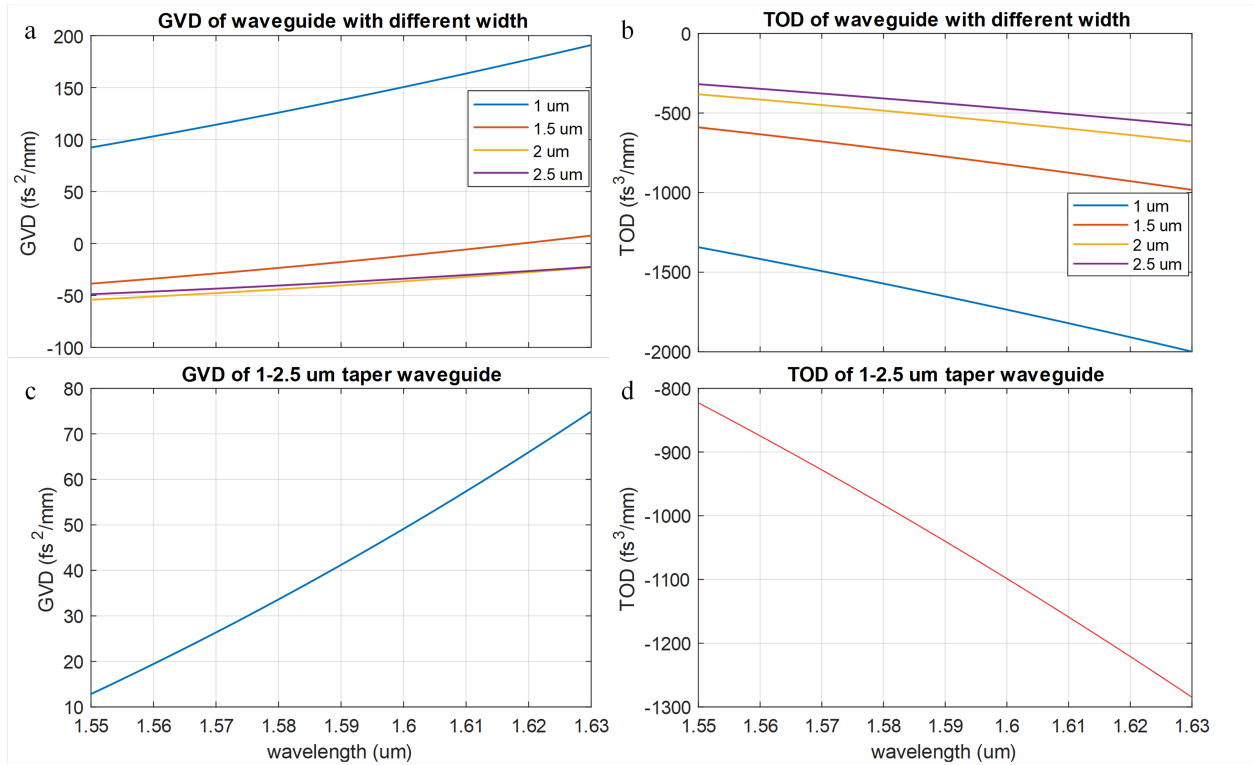 a
GVD of waveguide with different width
GVD (fs²/mm)
200
150
100
50
0
-50
-100
1 um
1.5 um
2 um
2.5 um
b
TOD of waveguide with different width
TOD (fs³/mm)
0
-500
-1000
-1500
-2000
1 um
1.5 um
2 um
2.5 um
c
GVD of 1-2.5 um taper waveguide
GVD (fs²/mm)
80
70
60
50
40
30
20
10
1.55 1.56 1.57 1.58 1.59 1.6 1.61 1.62 1.63
wavelength (um)
d
TOD of 1-2.5 um taper waveguide
TOD (fs³/mm)
-800
-900
-1000
-1100
-1200
-1300
1.55 1.56 1.57 1.58 1.59 1.6 1.61 1.62 1.63
wavelength (um)